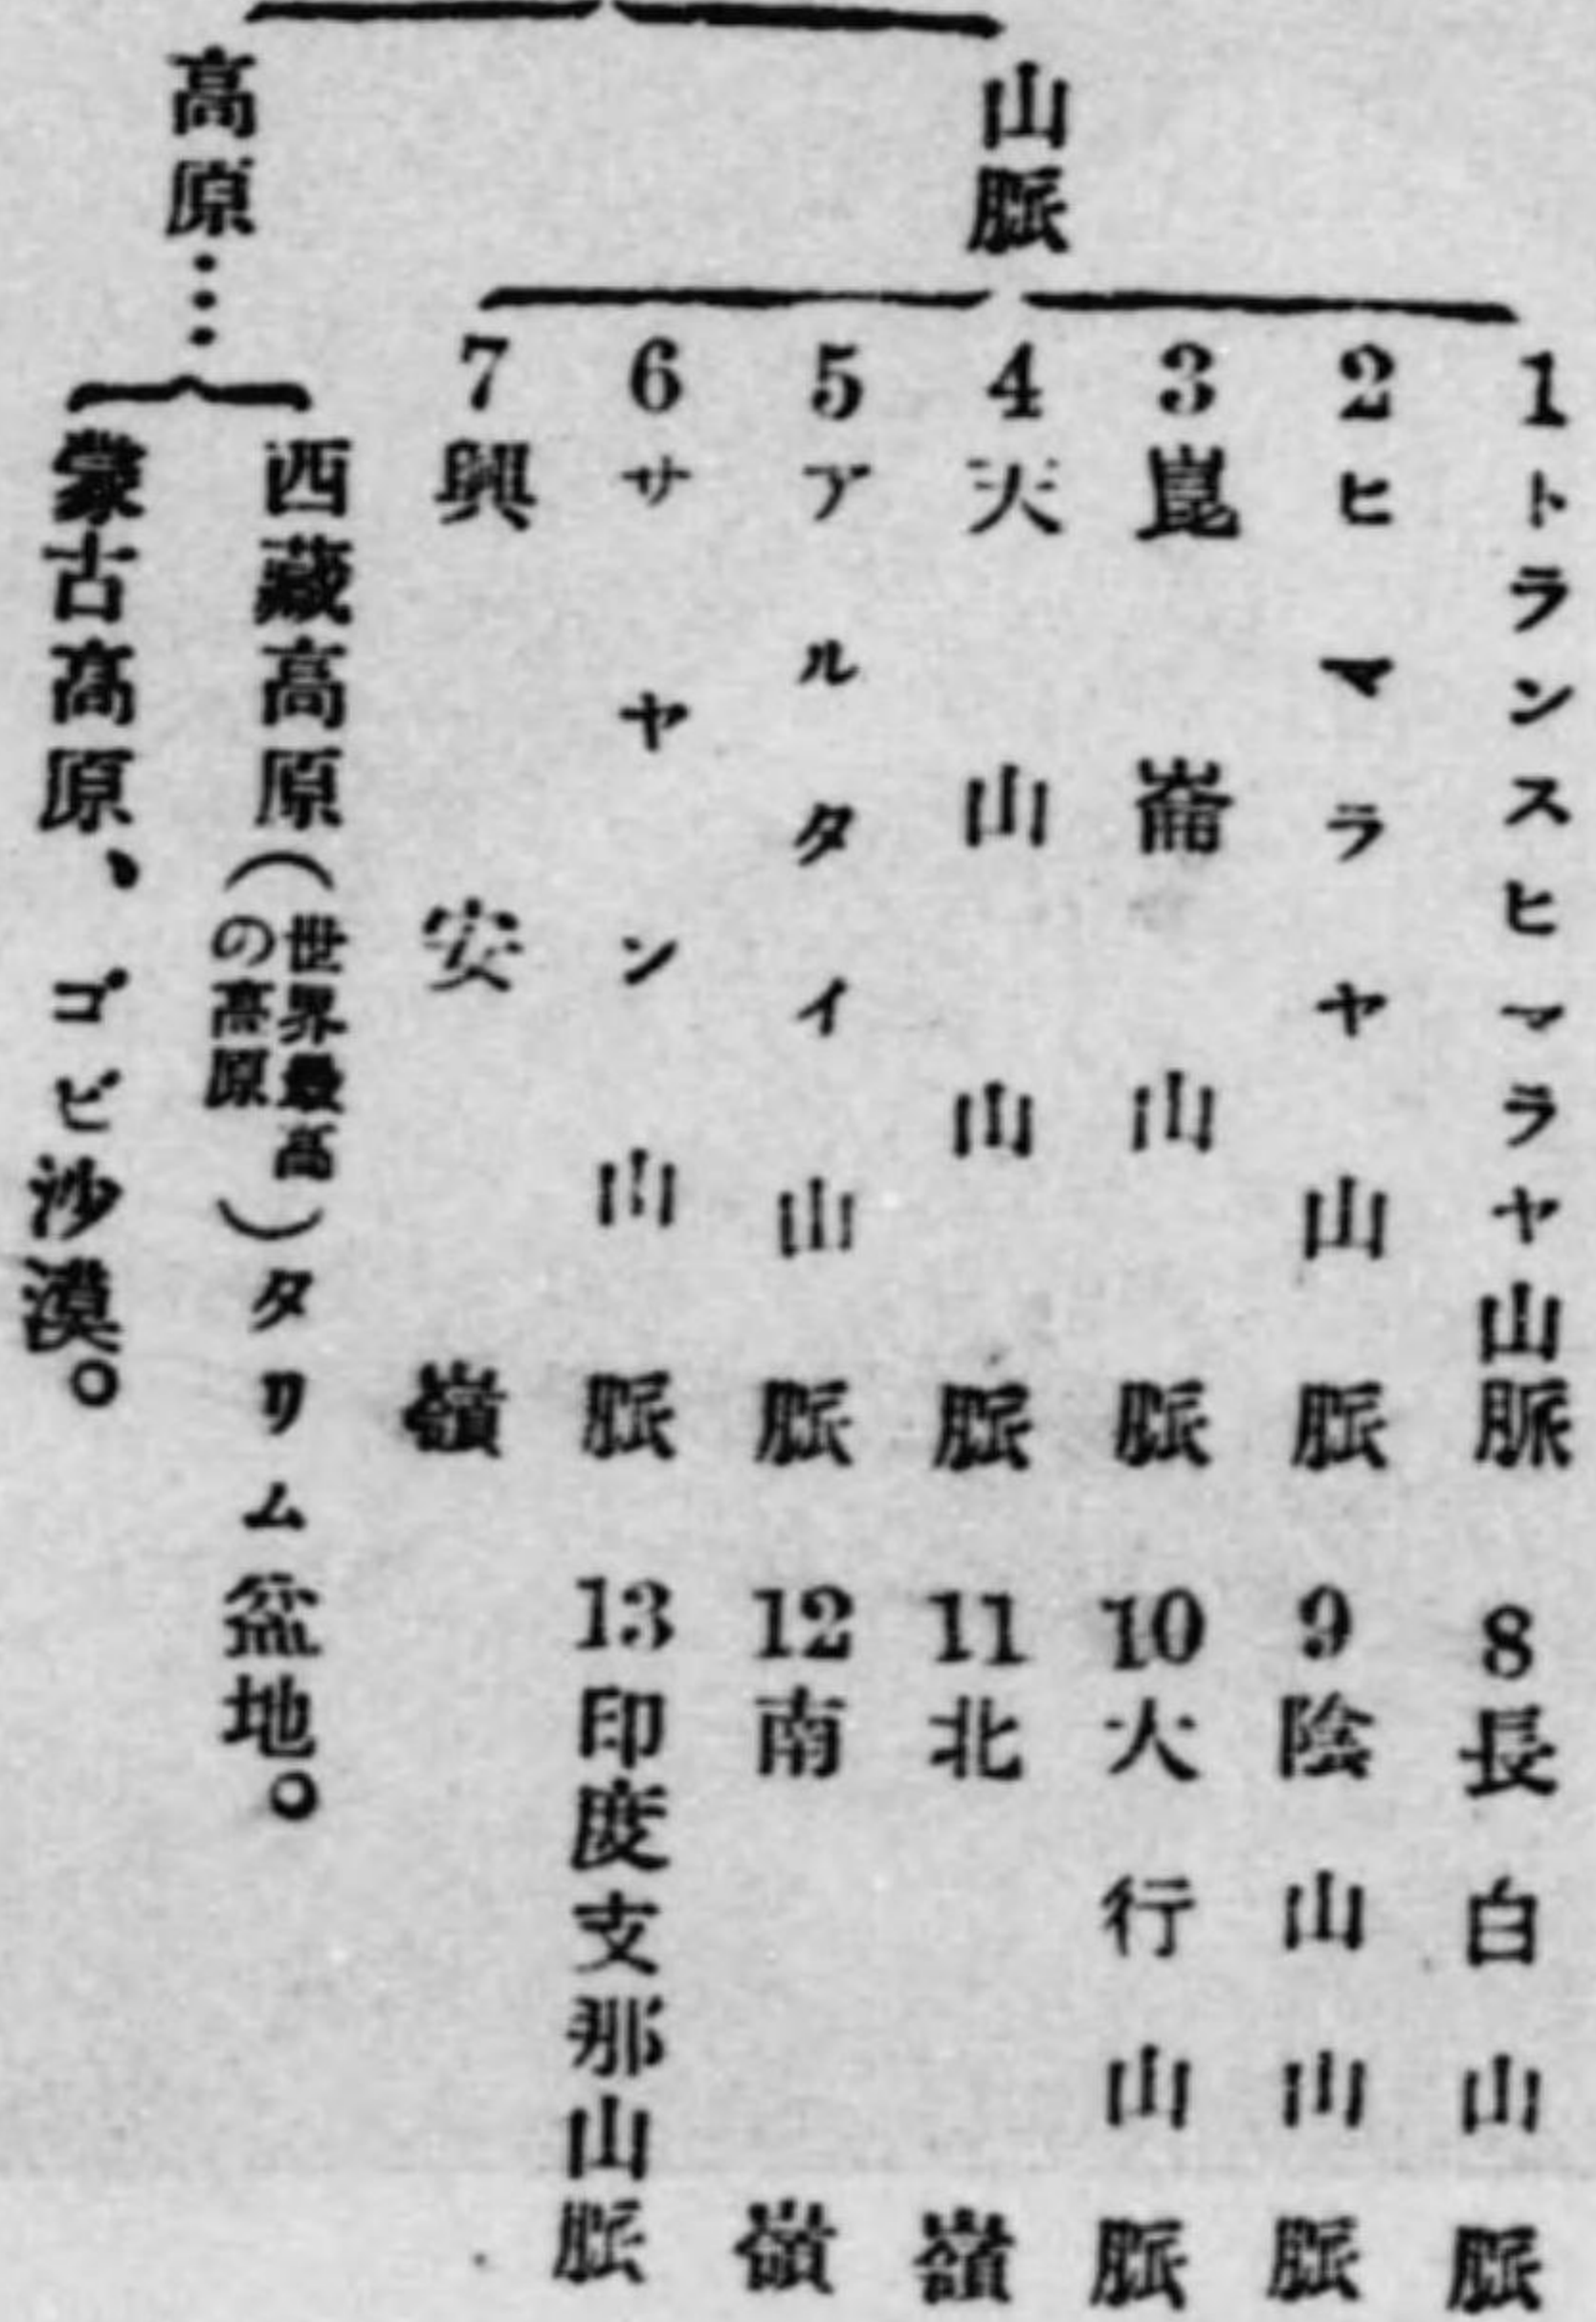 山脈
1トランスヒマラヤ山脈 8長白山脈
2ヒマラヤ山脈 9陰山山脈
3崑崙山脈 10大行山脈
4天山山脈 11北嶺
5アルタイ山脈 12南嶺
6サヤン山脈 13印度支那山脈
7興安嶺
高原…
西藏高原(世界最高の高原)タリム盆地。
蒙古高原、ゴビ沙漠。